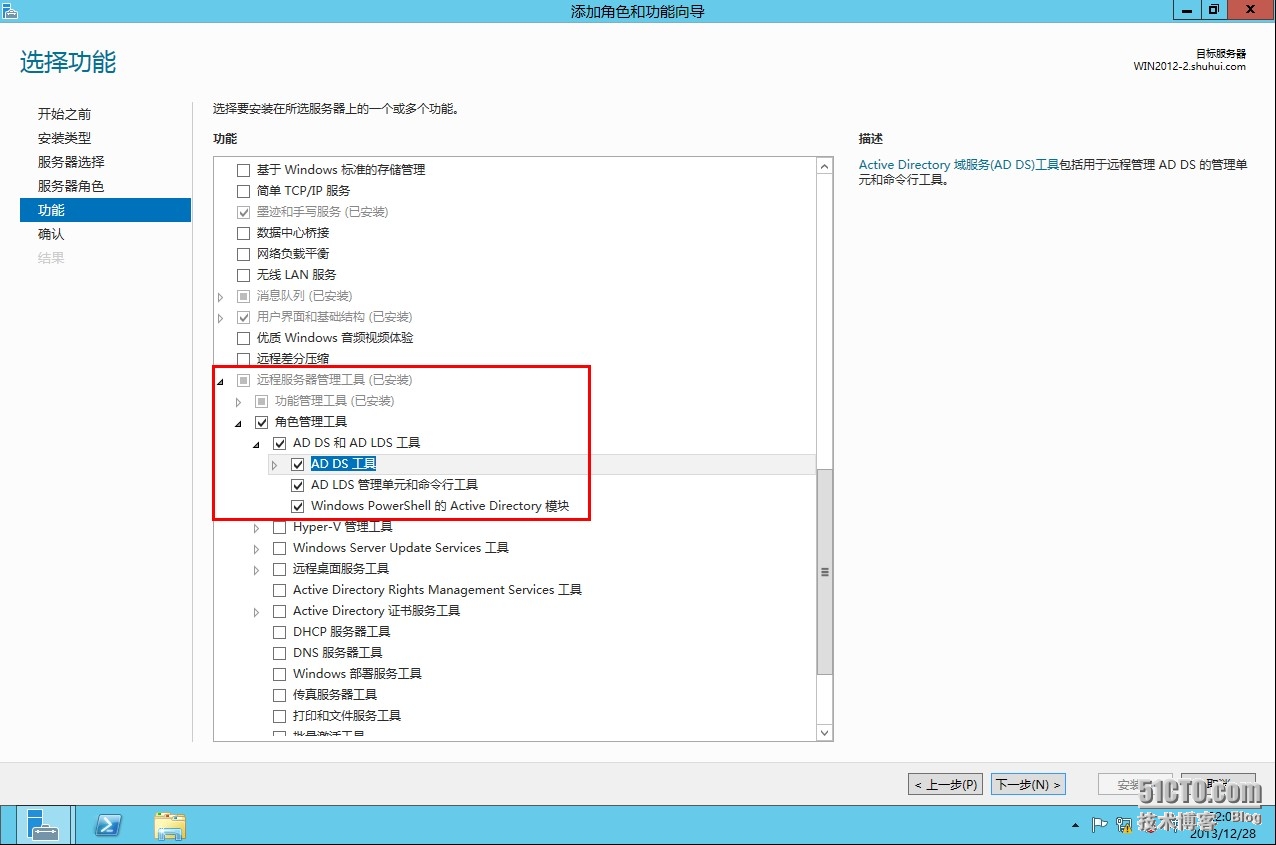 添加角色和功能向导
选择功能
目标服务器
WIN2012-2.shuhui.com
开始之前
安装类型
服务器选择
服务器角色
功能
确认
结果
选择要安装在所选服务器上的一个或多个功能。
功能
基于 Windows 标准的存储管理
简单 TCP/IP 服务
墨迹和手写服务 (已安装)
数据中心桥接
网络负载平衡
无线 LAN 服务
消息队列 (已安装)
用户界面和基础结构 (已安装)
优质 Windows 音频视频体验
远程差分压缩
远程服务器管理工具 (已安装)
功能管理工具 (已安装)
角色管理工具
AD DS 和 AD LDS 工具
AD DS 工具
AD LDS 管理单元和命令行工具
Windows PowerShell 的 Active Directory 模块
Hyper-V 管理工具
Windows Server Update Services 工具
远程桌面服务工具
Active Directory Rights Management Services 工具
Active Directory 证书服务工具
DHCP 服务器工具
DNS 服务器工具
Windows 部署服务工具
传真服务器工具
打印和文件服务工具
批量激活工具
描述
Active Directory 域服务(AD DS)工具包括用于远程管理 AD DS 的管理单
元和命令行工具。
< 上一步(P)
下一步(N) >
安装
取消
51CTO.com
技术博客 Blog
2013/12/28